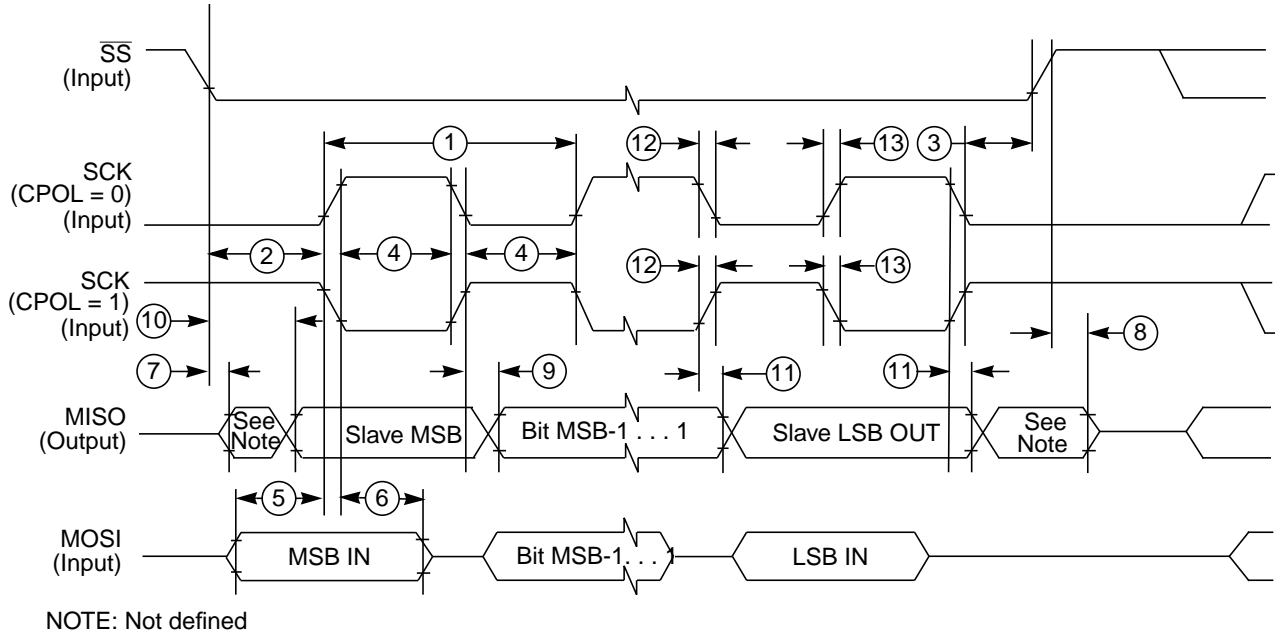 SS
(Input)
1
12
13
3
SCK
(CPOL = 0)
(Input)
2
4
4
12
13
SCK
(CPOL = 1)
(Input)
10
8
7
9
11
11
MISO
(Output)
See
Note
Slave MSB
Bit MSB-1 . . . 1
Slave LSB OUT
See
Note
5
6
MOSI
(Input)
MSB IN
Bit MSB-1. . . 1
LSB IN
NOTE: Not defined